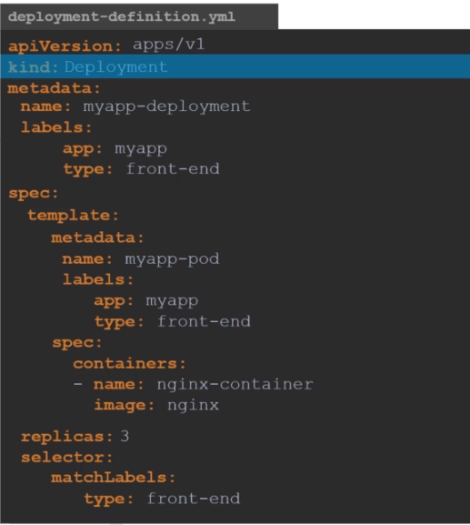 deployment-definition.yml
apiVersion: apps/v1
kind: Deployment
metadata:
name: myapp-deployment
labels:
app: myapp
type: front-end
spec:
template:
metadata:
name: myapp-pod
labels:
app: myapp
type: front-end
spec:
containers:
- name: nginx-container
image: nginx
replicas: 3
selector:
matchLabels:
type: front-end